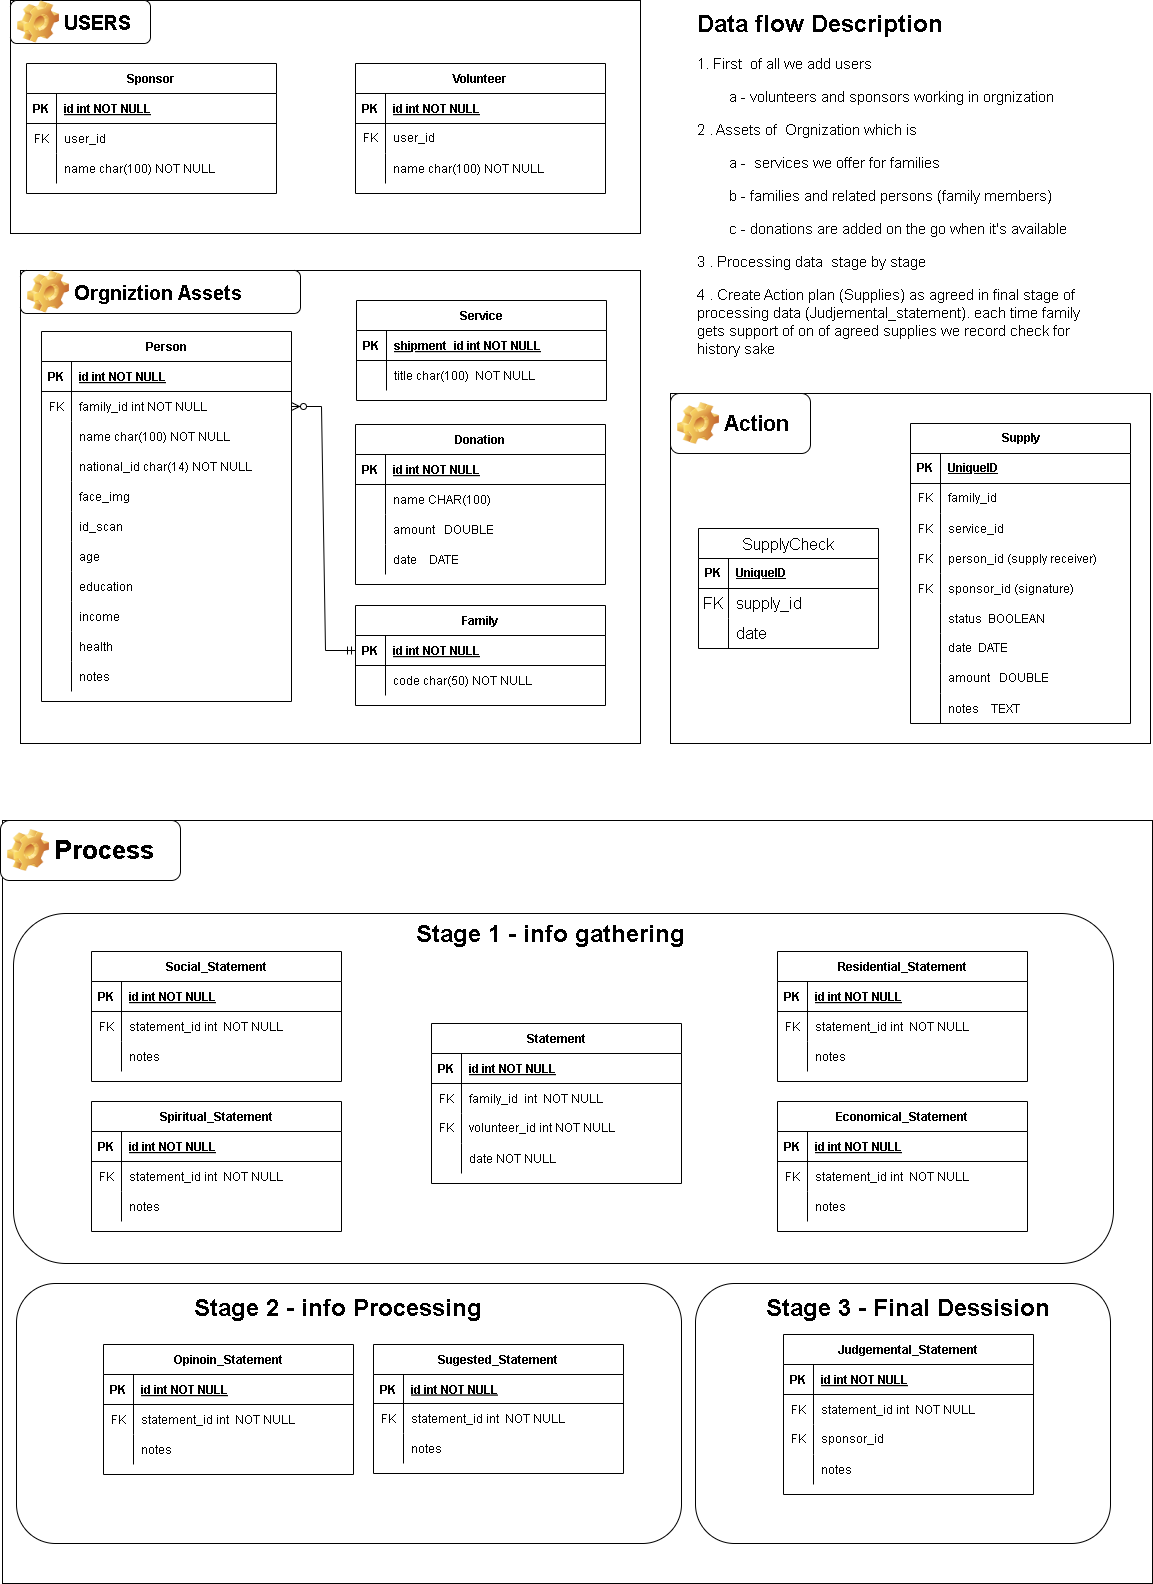 USERS
Sponsor
PK id int NOT NULL
FK user_id
name char(100) NOT NULL
Volunteer
PK id int NOT NULL
FK user_id
name char(100) NOT NULL
Data flow Description
1. First of all we add users
a - volunteers and sponsors working in orgnization
2 . Assets of Orgnization which is
a - services we offer for families
b - families and related persons (family members)
c - donations are added on the go when it's available
3 . Processing data stage by stage
4 . Create Action plan (Supplies) as agreed in final stage of
processing data (Judjemental_statement). each time family
gets support of on of agreed supplies we record check for
history sake
Orgniztion Assets
Person
PK id int NOT NULL
FK family_id int NOT NULL
name char(100) NOT NULL
national_id char(14) NOT NULL
face_img
id_scan
age
education
income
health
notes
Service
PK shipment_id int NOT NULL
title char(100) NOT NULL
Donation
PK id int NOT NULL
name CHAR(100)
amount DOUBLE
date DATE
Family
PK id int NOT NULL
code char(50) NOT NULL
Action
SupplyCheck
PK UniqueID
FK supply_id
date
Supply
PK UniqueID
FK family_id
FK service_id
FK person_id (supply receiver)
FK sponsor_id (signature)
status BOOLEAN
date DATE
amount DOUBLE
notes TEXT
Process
Stage 1 - info gathering
Social_Statement
PK id int NOT NULL
FK statement_id int NOT NULL
notes
Spiritual_Statement
PK id int NOT NULL
FK statement_id int NOT NULL
notes
Statement
PK id int NOT NULL
FK family_id int NOT NULL
FK volunteer_id int NOT NULL
date NOT NULL
Residential_Statement
PK id int NOT NULL
FK statement_id int NOT NULL
notes
Economical_Statement
PK id int NOT NULL
FK statement_id int NOT NULL
notes
Stage 2 - info Processing
Opinoin_Statement
PK id int NOT NULL
FK statement_id int NOT NULL
notes
Sugested_Statement
PK id int NOT NULL
FK statement_id int NOT NULL
notes
Stage 3 - Final Dessision
Judgemental_Statement
PK id int NOT NULL
FK statement_id int NOT NULL
FK sponsor_id
notes